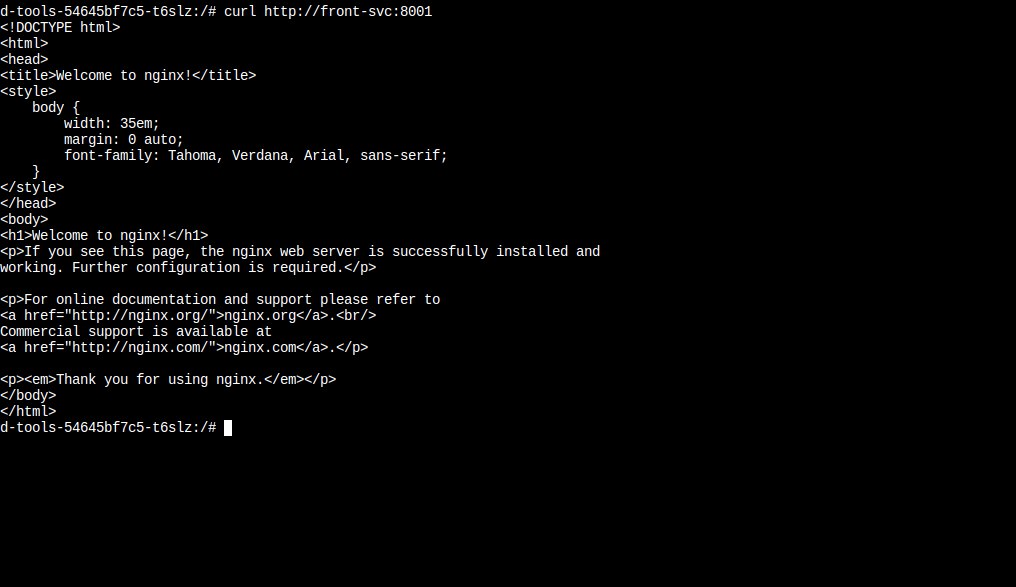 d-tools-54645bf7c5-t6slz:/# curl http://front-svc:8001
<!DOCTYPE html>
<html>
<head>
<title>Welcome to nginx!</title>
<style>
    body {
        width: 35em;
        margin: 0 auto;
        font-family: Tahoma, Verdana, Arial, sans-serif;
    }
</style>
</head>
<body>
<h1>Welcome to nginx!</h1>
<p>If you see this page, the nginx web server is successfully installed and
working. Further configuration is required.</p>

<p>For online documentation and support please refer to
<a href="http://nginx.org/">nginx.org</a>.<br/>
Commercial support is available at
<a href="http://nginx.com/">nginx.com</a>.</p>

<p><em>Thank you for using nginx.</em></p>
</body>
</html>
d-tools-54645bf7c5-t6slz:/#